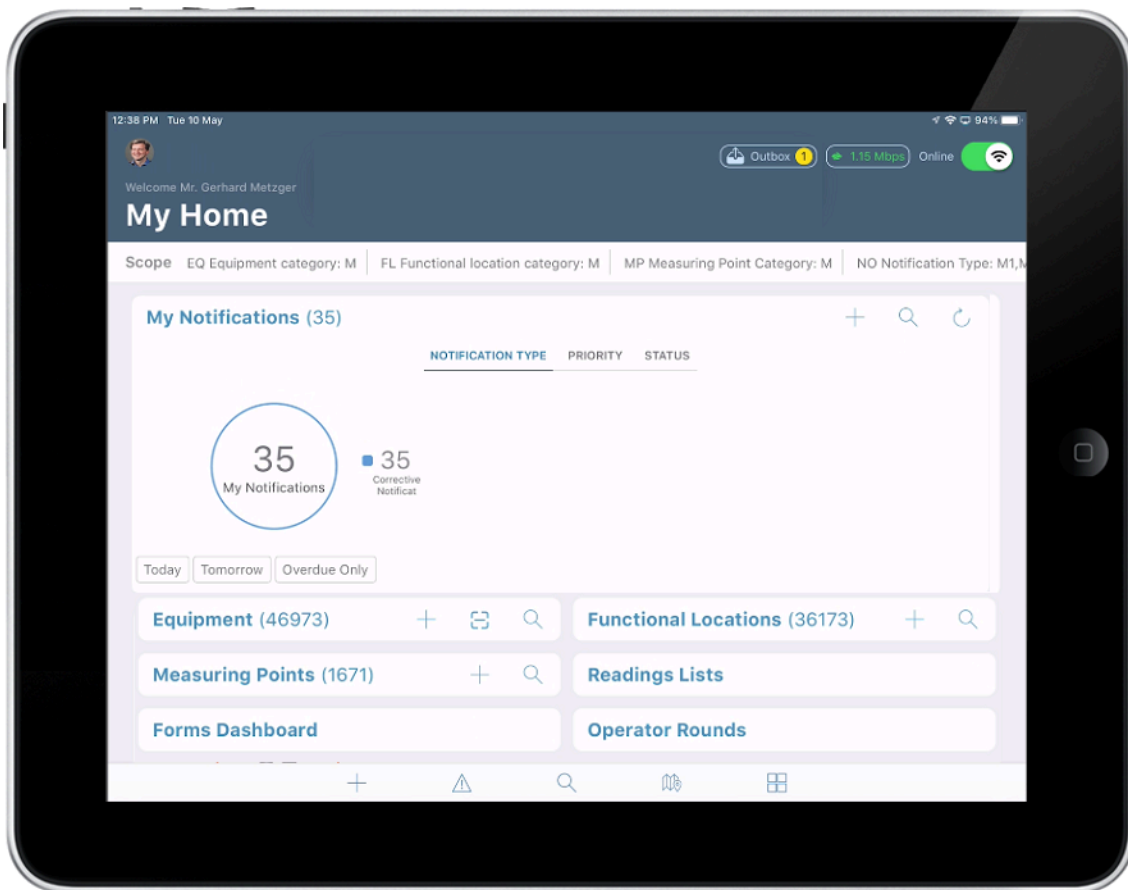 12:38 PM Tue 10 May 94%
Outbox 1 1.15 Mbps Online
Welcome Mr. Gerhard Metzger
My Home
Scope EQ Equipment category: M FL Functional location category: M MP Measuring Point Category: M NO Notification Type: M1,M
My Notifications (35)
NOTIFICATION TYPE PRIORITY STATUS
35
My Notifications
35
Corrective
Notificat
Today Tomorrow Overdue Only
Equipment (46973) Functional Locations (36173)
Measuring Points (1671) Readings Lists
Forms Dashboard Operator Rounds